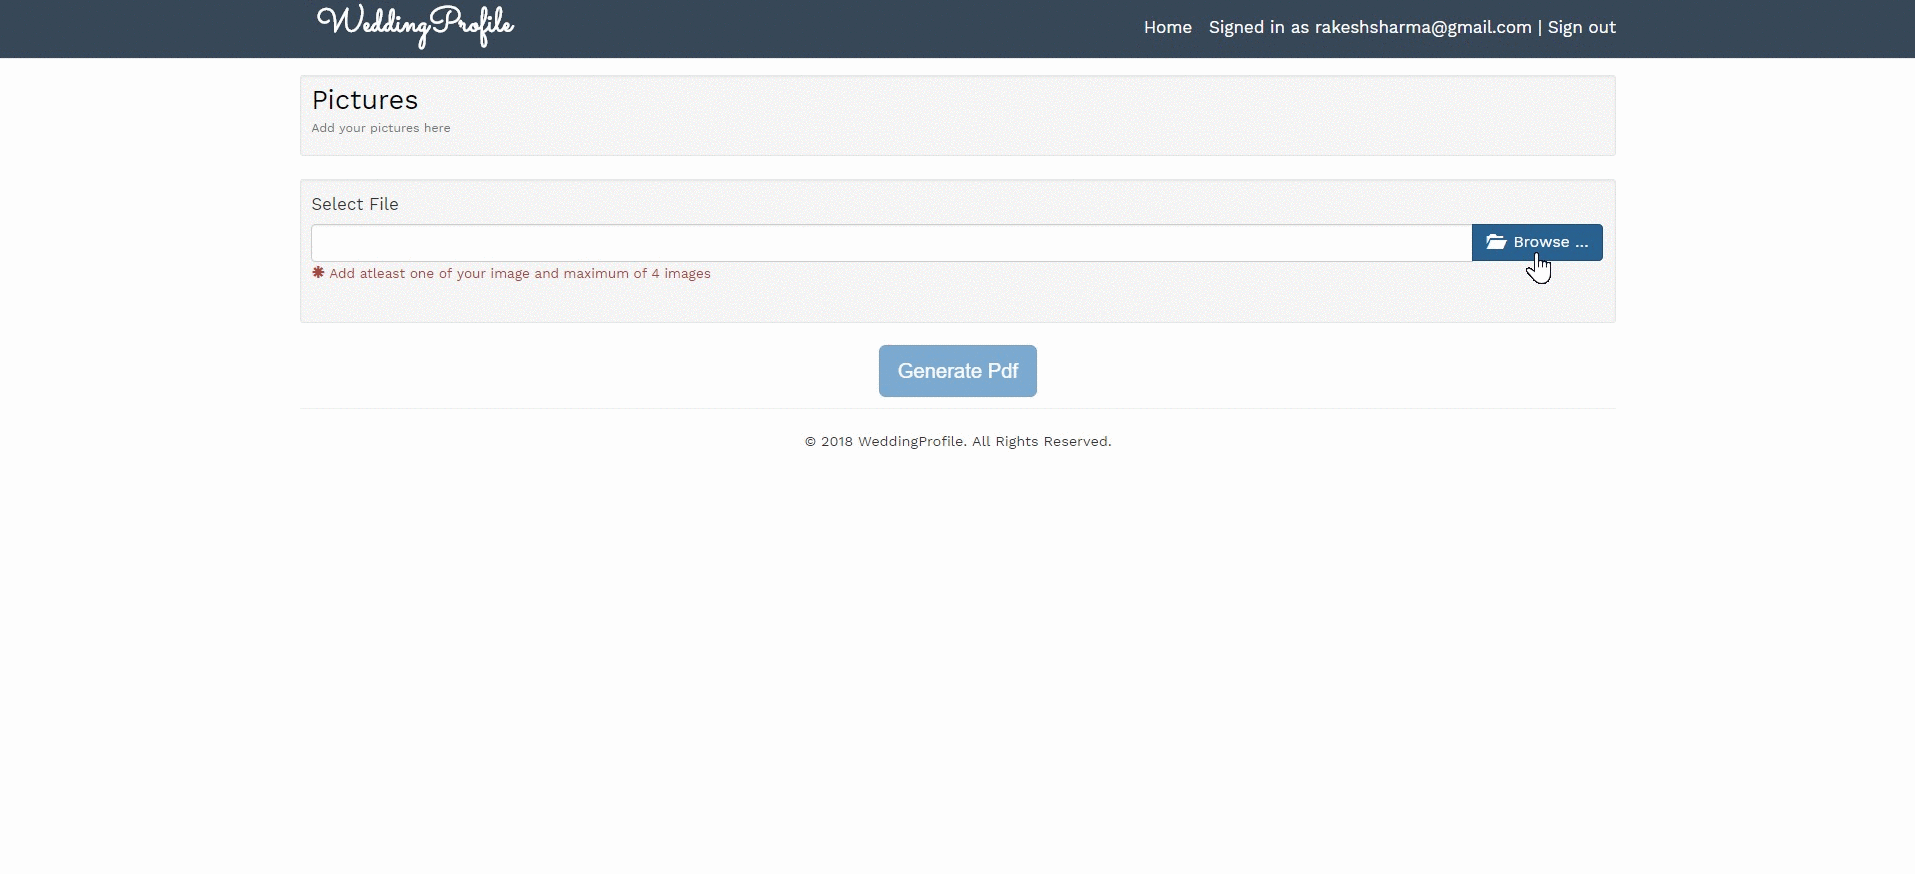 WeddingProfile
Home Signed in as rakeshsharma@gmail.com | Sign out
Pictures
Add your pictures here
Select File
Browse ...
✱ Add atleast one of your image and maximum of 4 images
Generate Pdf
© 2018 WeddingProfile. All Rights Reserved.